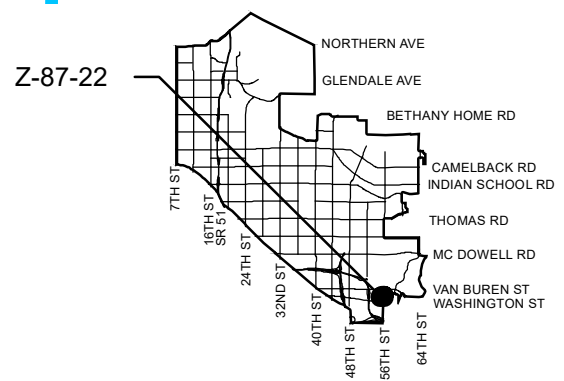 NORTHERN AVE
Z-87-22
GLENDALE AVE
BETHANY HOME RD
CAMELBACK RD
INDIAN SCHOOL RD
THOMAS RD
MC DOWELL RD
VAN BUREN ST
WASHINGTON ST
7TH ST
16TH ST
SR 51
24TH ST
32ND ST
40TH ST
48TH ST
56TH ST
64TH ST